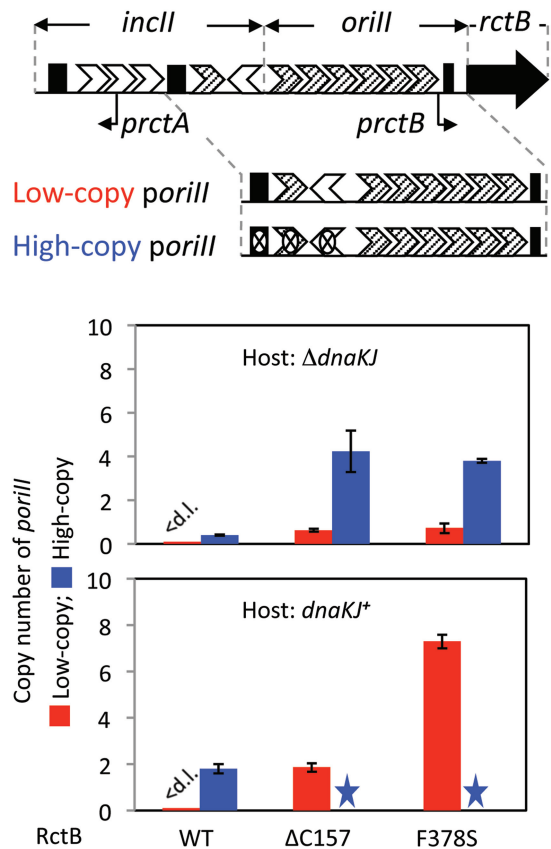 incII oriII rctB
prctA prctB
Low-copy poriII
High-copy poriII
10
Host: ΔdnaKJ
8
6
4
<d.l.
2
0
10
Host: dnaKJ⁺
8
6
4
2
<d.l.
0
Copy number of poriII
Low-copy; High-copy
RctB WT ΔC157 F378S